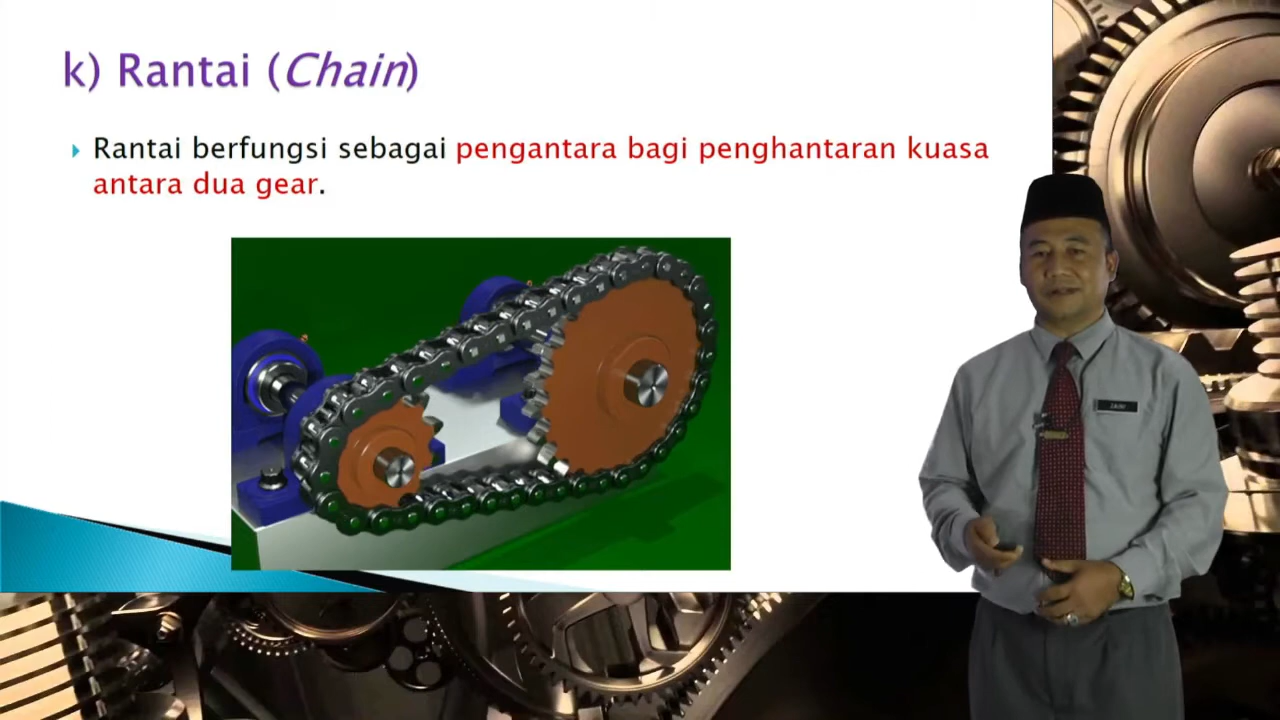 k) Rantai (Chain)
Rantai berfungsi sebagai pengantara bagi penghantaran kuasa
antara dua gear.